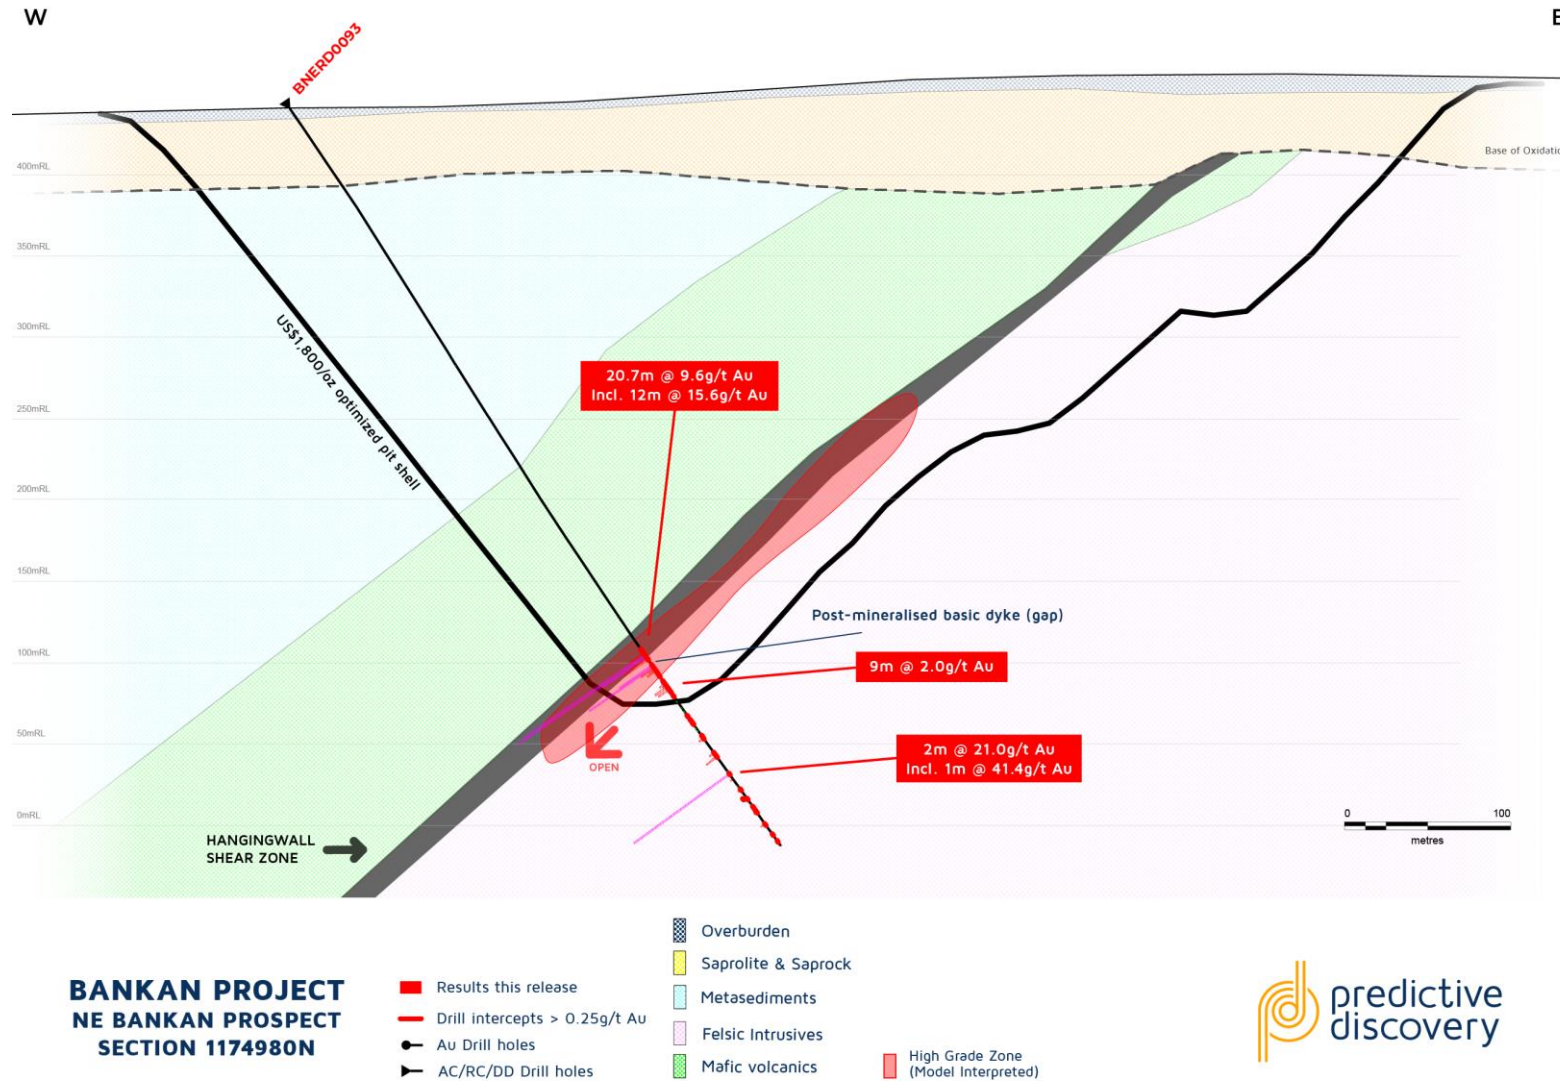 W
E
BNERD0093
400mRL
Base of Oxidatio
350mRL
300mRL
US$1,800/oz optimized pit shell
20.7m @ 9.6g/t Au
Incl. 12m @ 15.6g/t Au
250mRL
200mRL
150mRL
Post-mineralised basic dyke (gap)
100mRL
9m @ 2.0g/t Au
50mRL
2m @ 21.0g/t Au
Incl. 1m @ 41.4g/t Au
OPEN
0mRL
0 100
metres
HANGINGWALL
SHEAR ZONE
BANKAN PROJECT
NE BANKAN PROSPECT
SECTION 1174980N
Results this release
Drill intercepts > 0.25g/t Au
Au Drill holes
AC/RC/DD Drill holes
Overburden
Saprolite & Saprock
Metasediments
Felsic Intrusives
Mafic volcanics
High Grade Zone
(Model Interpreted)
predictive
discovery